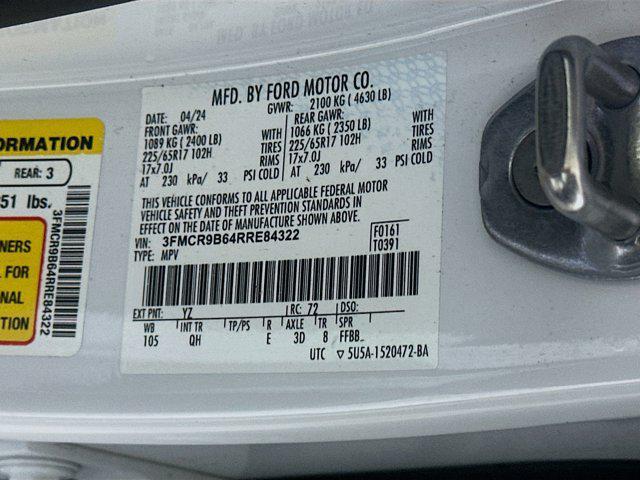 MFD. BY FORD MOTOR CO.
DATE: 04/24 GVWR: 2100 KG ( 4630 LB)
FRONT GAWR: REAR GAWR:
1089 KG ( 2400 LB) WITH 1066 KG ( 2350 LB) WITH
225/65R17 102H TIRES 225/65R17 102H TIRES
17x7.0J RIMS 17x7.0J RIMS
AT 230 kPa/ 33 PSI COLD AT 230 kPa/ 33 PSI COLD
THIS VEHICLE CONFORMS TO ALL APPLICABLE FEDERAL MOTOR
VEHICLE SAFETY AND THEFT PREVENTION STANDARDS IN
EFFECT ON THE DATE OF MANUFACTURE SHOWN ABOVE.
VIN: 3FMCR9B64RRE84322 F0161
TYPE: MPV T0391
EXT PNT: YZ RC: 72 DSO:
WB INT TR TP/PS R AXLE TR SPR
105 QH E 3D 8 FFBB
UTC ▽ 5U5A-1520472-BA
FORMATION
REAR: 3
51 lbs.
NERS
FOR
NAL
TION
3FMCR9B64RRE84322